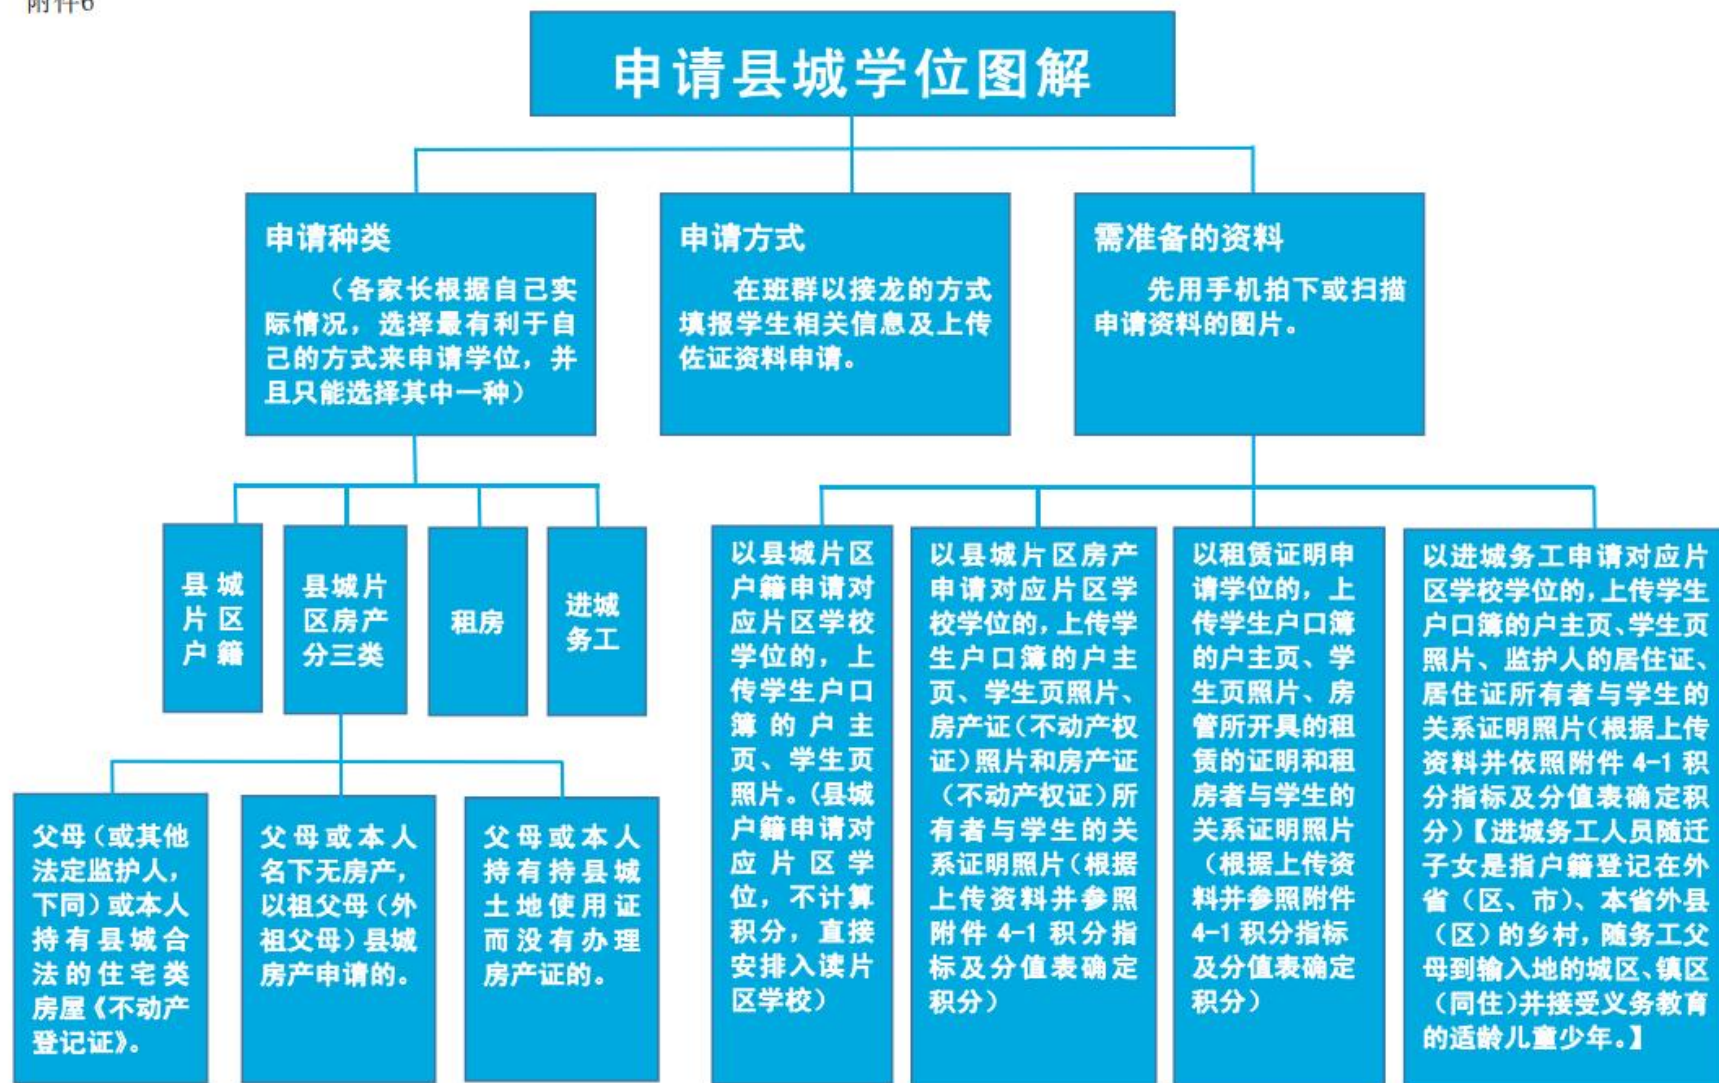 附件6
申请县城学位图解
申请种类
（各家长根据自己实
际情况，选择最有利于自
己的方式来申请学位，并
且只能选择其中一种）
申请方式
在班群以接龙的方式
填报学生相关信息及上传
佐证资料申请。
需准备的资料
先用手机拍下或扫描
申请资料的图片。
县城
片区
户籍
县城片
区房产
分三类
租房
进城
务工
父母（或其他
法定监护人，
下同）或本人
持有县城合
法的住宅类
房屋《不动产
登记证》。
父母或本人
名下无房产，
以祖父母（外
祖父母）县城
房产申请的。
父母或本人
持有持县城
土地使用证
而没有办理
房产证的。
以县城片区
户籍申请对
应片区学校
学位的，上
传学生户口
簿的户主
页、学生页
照片。（县城
户籍申请对
应片区学
位，不计算
积分，直接
安排入读片
区学校）
以县城片区房产
申请对应片区学
校学位的，上传学
生户口簿的户主
页、学生页照片、
房产证（不动产权
证）照片和房产证
（不动产权证）所
有者与学生的关
系证明照片（根据
上传资料并参照
附件 4-1 积分指
标及分值表确定
积分）
以租赁证明申
请学位的，上
传学生户口簿
的户主页、学
生页照片、房
管所开具的租
赁的证明和租
房者与学生的
关系证明照片
（根据上传资
料并参照附件
4-1 积分指标
及分值表确定
积分）
以进城务工申请对应片
区学校学位的，上传学生
户口簿的户主页、学生页
照片、监护人的居住证、
居住证所有者与学生的
关系证明照片（根据上传
资料并依照附件 4-1 积
分指标及分值表确定积
分）【进城务工人员随迁
子女是指户籍登记在外
省（区、市）、本省外县
（区）的乡村，随务工父
母到输入地的城区、镇区
（同住）并接受义务教育
的适龄儿童少年。】